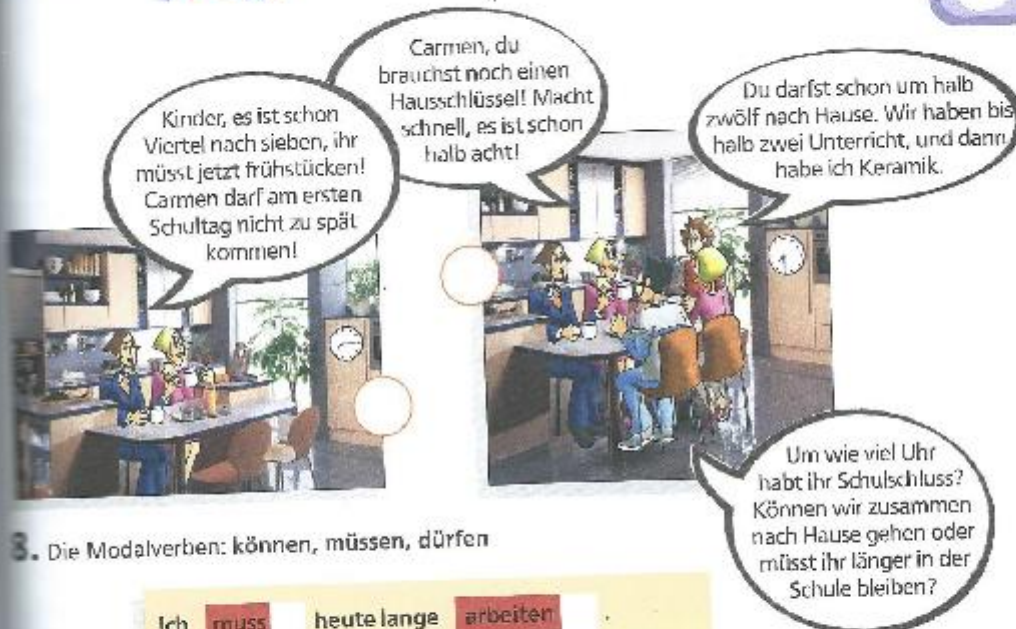 Kinder, es ist schon
Viertel nach sieben, ihr
müsst jetzt frühstücken!
Carmen darf am ersten
Schultag nicht zu spät
kommen!
Carmen, du
brauchst noch einen
Hausschlüssel! Macht
schnell, es ist schon
halb acht!
Du darfst schon um halb
zwölf nach Hause. Wir haben bis
halb zwei Unterricht, und dann
habe ich Keramik.
Um wie viel Uhr
habt ihr Schulschluss?
Können wir zusammen
nach Hause gehen oder
müsst ihr länger in der
Schule bleiben?
8. Die Modalverben: können, müssen, dürfen
Ich muss heute lange arbeiten.